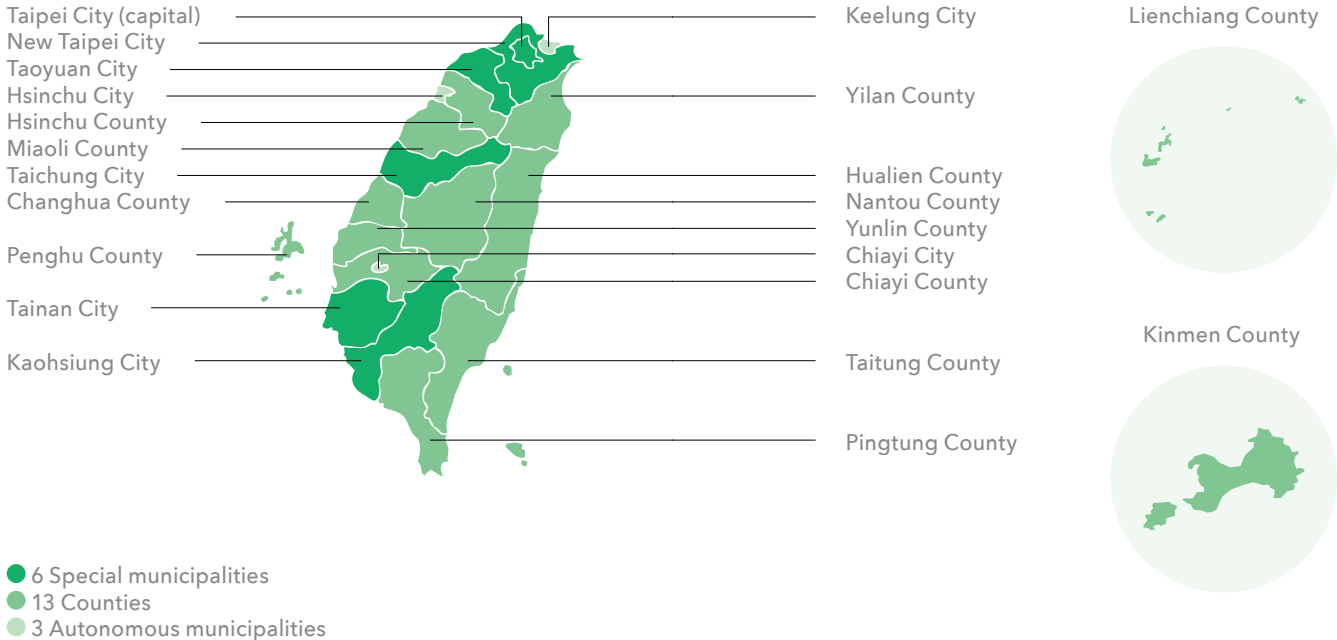 Taipei City (capital)
New Taipei City
Taoyuan City
Hsinchu City
Hsinchu County
Miaoli County
Taichung City
Changhua County
Penghu County
Tainan City
Kaohsiung City
Keelung City
Yilan County
Hualien County
Nantou County
Yunlin County
Chiayi City
Chiayi County
Taitung County
Pingtung County
Lienchiang County
Kinmen County
6 Special municipalities
13 Counties
3 Autonomous municipalities